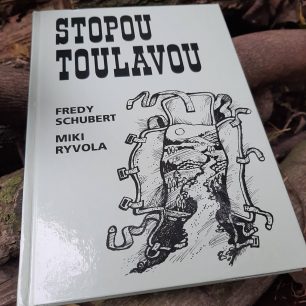 STOPOU
TOULAVOU
FREDY
SCHUBERT
MIKI
RYVOLA